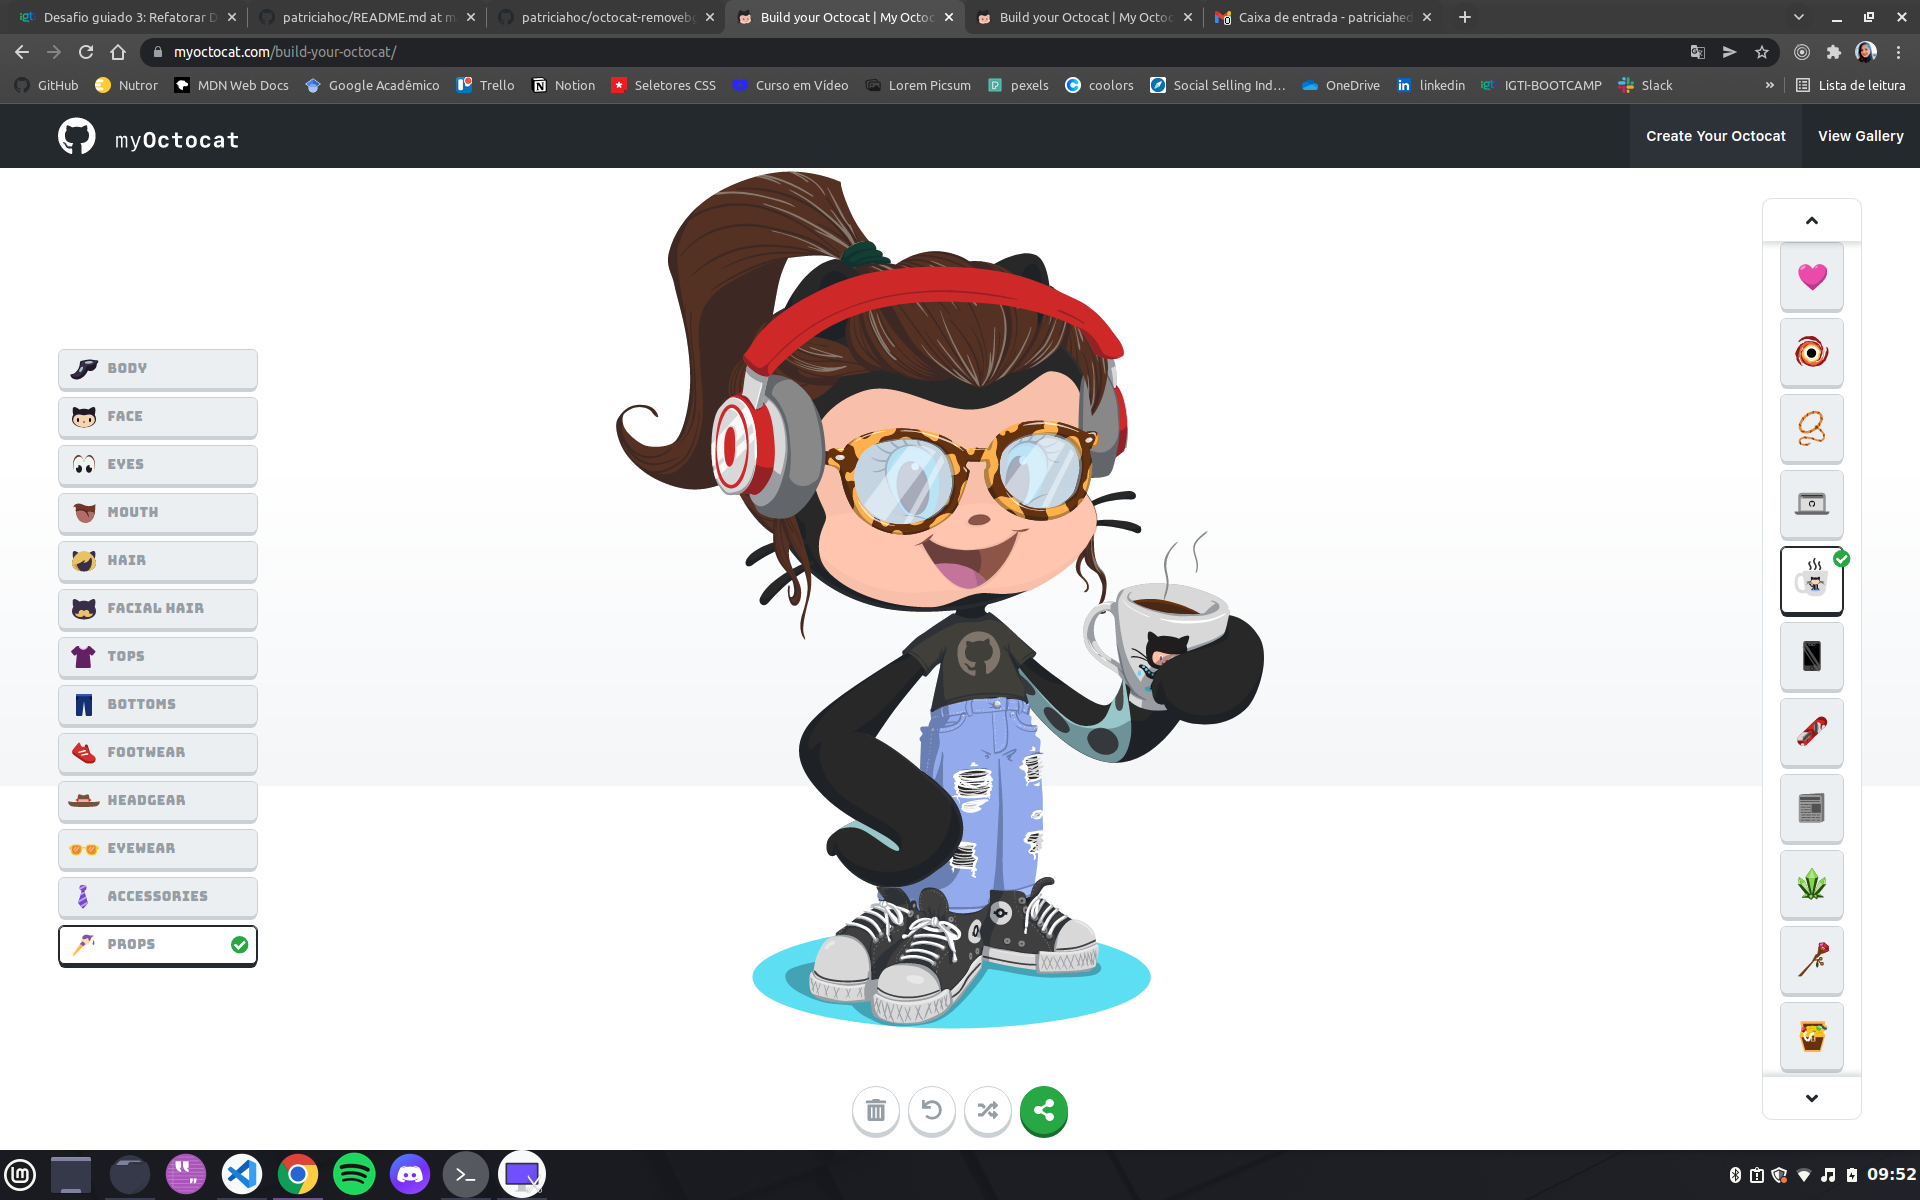 Desafio guiado 3: Refatorar D
patriciahoc/README.md at m
patriciahoc/octocat-removebg
Build your Octocat | My Octoc
Build your Octocat | My Octoc
Caixa de entrada - patriciahed
myoctocat.com/build-your-octocat/
GitHub
Nutror
MDN Web Docs
Google Acadêmico
Trello
Notion
Seletores CSS
Curso em Vídeo
Lorem Picsum
pexels
coolors
Social Selling Ind...
OneDrive
linkedin
igti
IGTI-BOOTCAMP
Slack
»
Lista de leitura
myOctocat
Create Your Octocat
View Gallery
BODY
FACE
EYES
MOUTH
HAIR
FACIAL HAIR
TOPS
BOTTOMS
FOOTWEAR
HEADGEAR
EYEWEAR
ACCESSORIES
PROPS
09:52